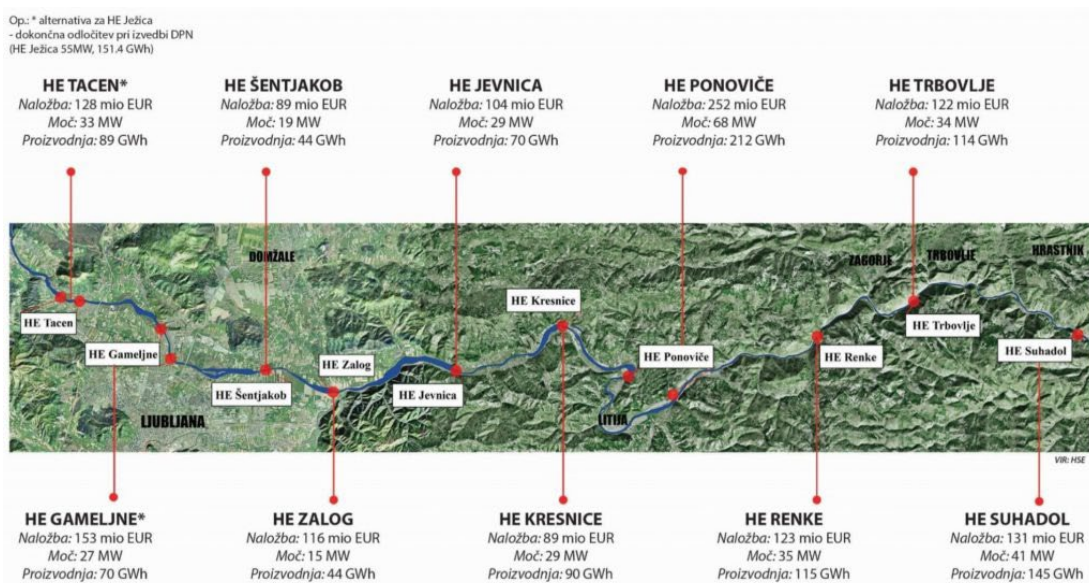 Op.: * alternativa za HE Ježica
- dokončna odločitev pri izvedbi DPN
(HE Ježica 55MW, 151.4 GWh)
HE TACEN*
Naložba: 128 mio EUR
Moč: 33 MW
Proizvodnja: 89 GWh
HE ŠENTJAKOB
Naložba: 89 mio EUR
Moč: 19 MW
Proizvodnja: 44 GWh
HE JEVNICA
Naložba: 104 mio EUR
Moč: 29 MW
Proizvodnja: 70 GWh
HE PONOVIČE
Naložba: 252 mio EUR
Moč: 68 MW
Proizvodnja: 212 GWh
HE TRBOVLJE
Naložba: 122 mio EUR
Moč: 34 MW
Proizvodnja: 114 GWh
DOMŽALE
ZAGORJE
TRBOVLJE
HRASTNIK
HE Tacen
HE Gameljne
HE Šentjakob
HE Zalog
HE Jevnica
HE Kresnice
HE Ponoviče
HE Renke
HE Trbovlje
HE Suhadol
LJUBLJANA
LITIJA
VIR: HSE
HE GAMELJNE*
Naložba: 153 mio EUR
Moč: 27 MW
Proizvodnja: 70 GWh
HE ZALOG
Naložba: 116 mio EUR
Moč: 15 MW
Proizvodnja: 44 GWh
HE KRESNICE
Naložba: 89 mio EUR
Moč: 29 MW
Proizvodnja: 90 GWh
HE RENKE
Naložba: 123 mio EUR
Moč: 35 MW
Proizvodnja: 115 GWh
HE SUHADOL
Naložba: 131 mio EUR
Moč: 41 MW
Proizvodnja: 145 GWh